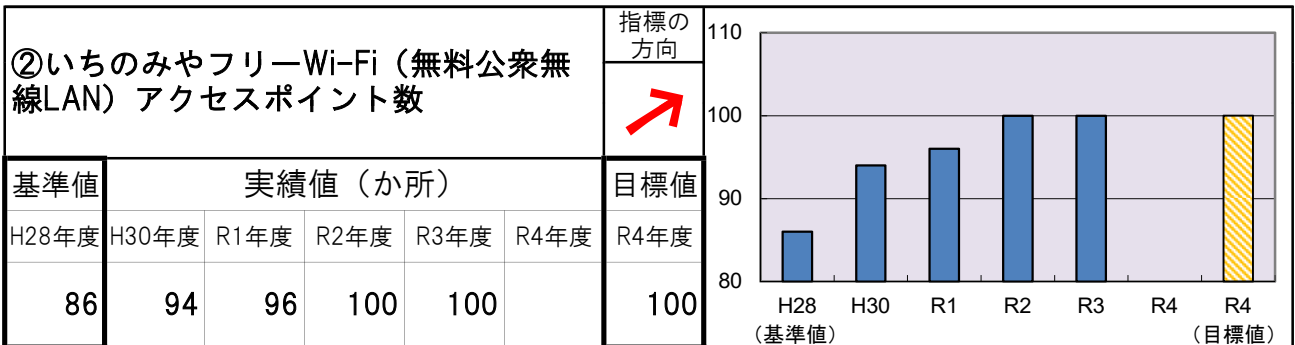 ②いちのみやフリーWi-Fi（無料公衆無
線LAN）アクセスポイント数
指標の
方向
基準値 実績値（か所） 目標値
H28年度 H30年度 R1年度 R2年度 R3年度 R4年度 R4年度
86 94 96 100 100 100
110
100
90
80
H28 H30 R1 R2 R3 R4 R4
（基準値） （目標値）